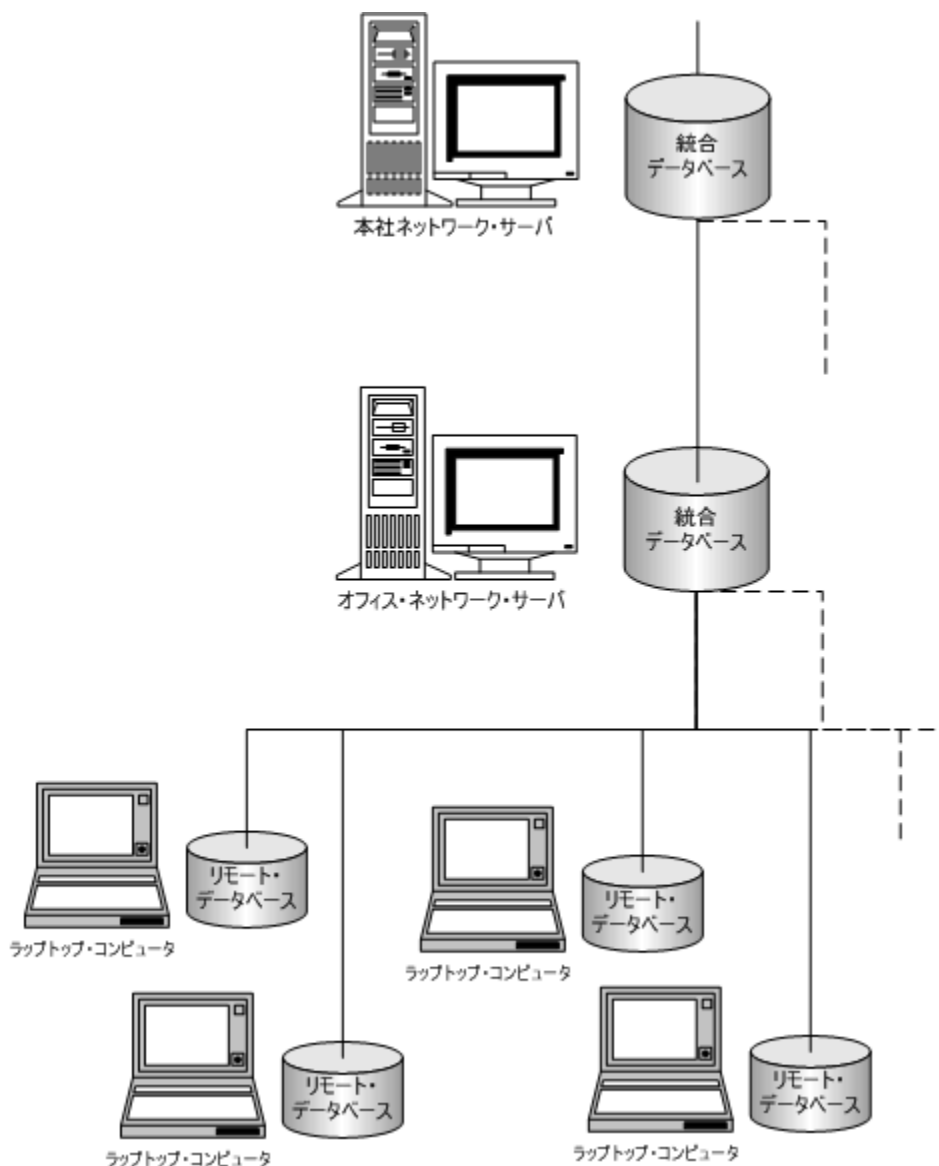 統合
データベース
本社ネットワーク・サーバ
統合
データベース
オフィス・ネットワーク・サーバ
リモート・
データベース
ラップトップ・コンピュータ
リモート・
データベース
ラップトップ・コンピュータ
リモート・
データベース
ラップトップ・コンピュータ
リモート・
データベース
ラップトップ・コンピュータ